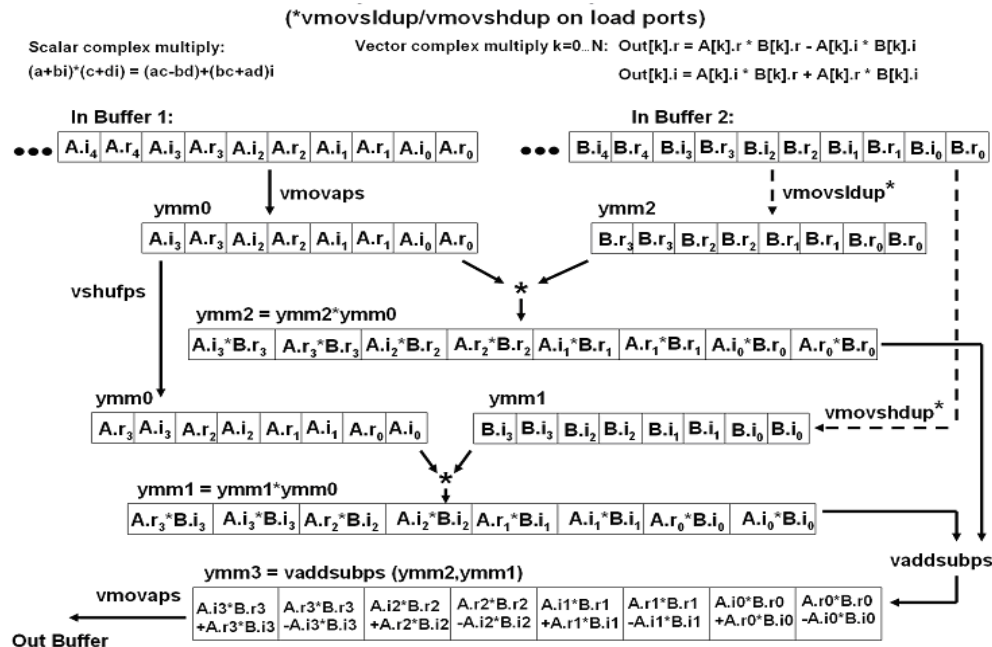 (*vmovsldup/vmovshdup on load ports)
Scalar complex multiply:
(a+bi)*(c+di) = (ac-bd)+(bc+ad)i
Vector complex multiply k=0...N: Out[k].r = A[k].r * B[k].r - A[k].i * B[k].i
Out[k].i = A[k].i * B[k].r + A[k].r * B[k].i
In Buffer 1:
In Buffer 2:
●●● A.i₄ A.r₄ A.i₃ A.r₃ A.i₂ A.r₂ A.i₁ A.r₁ A.i₀ A.r₀
●●● B.i₄ B.r₄ B.i₃ B.r₃ B.i₂ B.r₂ B.i₁ B.r₁ B.i₀ B.r₀
vmovaps
vmovsldup*
ymm0
ymm2
A.i₃ A.r₃ A.i₂ A.r₂ A.i₁ A.r₁ A.i₀ A.r₀
B.r₃ B.r₃ B.r₂ B.r₂ B.r₁ B.r₁ B.r₀ B.r₀
vshufps
*
ymm2 = ymm2*ymm0
A.i₃*B.r₃ A.r₃*B.r₃ A.i₂*B.r₂ A.r₂*B.r₂ A.i₁*B.r₁ A.r₁*B.r₁ A.i₀*B.r₀ A.r₀*B.r₀
ymm0
ymm1
A.r₃ A.i₃ A.r₂ A.i₂ A.r₁ A.i₁ A.r₀ A.i₀
B.i₃ B.i₃ B.i₂ B.i₂ B.i₁ B.i₁ B.i₀ B.i₀
vmovshdup*
*
ymm1 = ymm1*ymm0
A.r₃*B.i₃ A.i₃*B.i₃ A.r₂*B.i₂ A.i₂*B.i₂ A.r₁*B.i₁ A.i₁*B.i₁ A.r₀*B.i₀ A.i₀*B.i₀
vaddsubps
ymm3 = vaddsubps (ymm2,ymm1)
vmovaps
A.i3*B.r3 A.r3*B.r3 A.i2*B.r2 A.r2*B.r2 A.i1*B.r1 A.r1*B.r1 A.i0*B.r0 A.r0*B.r0
+A.r3*B.i3 -A.i3*B.i3 +A.r2*B.i2 -A.i2*B.i2 +A.r1*B.i1 -A.i1*B.i1 +A.r0*B.i0 -A.i0*B.i0
Out Buffer